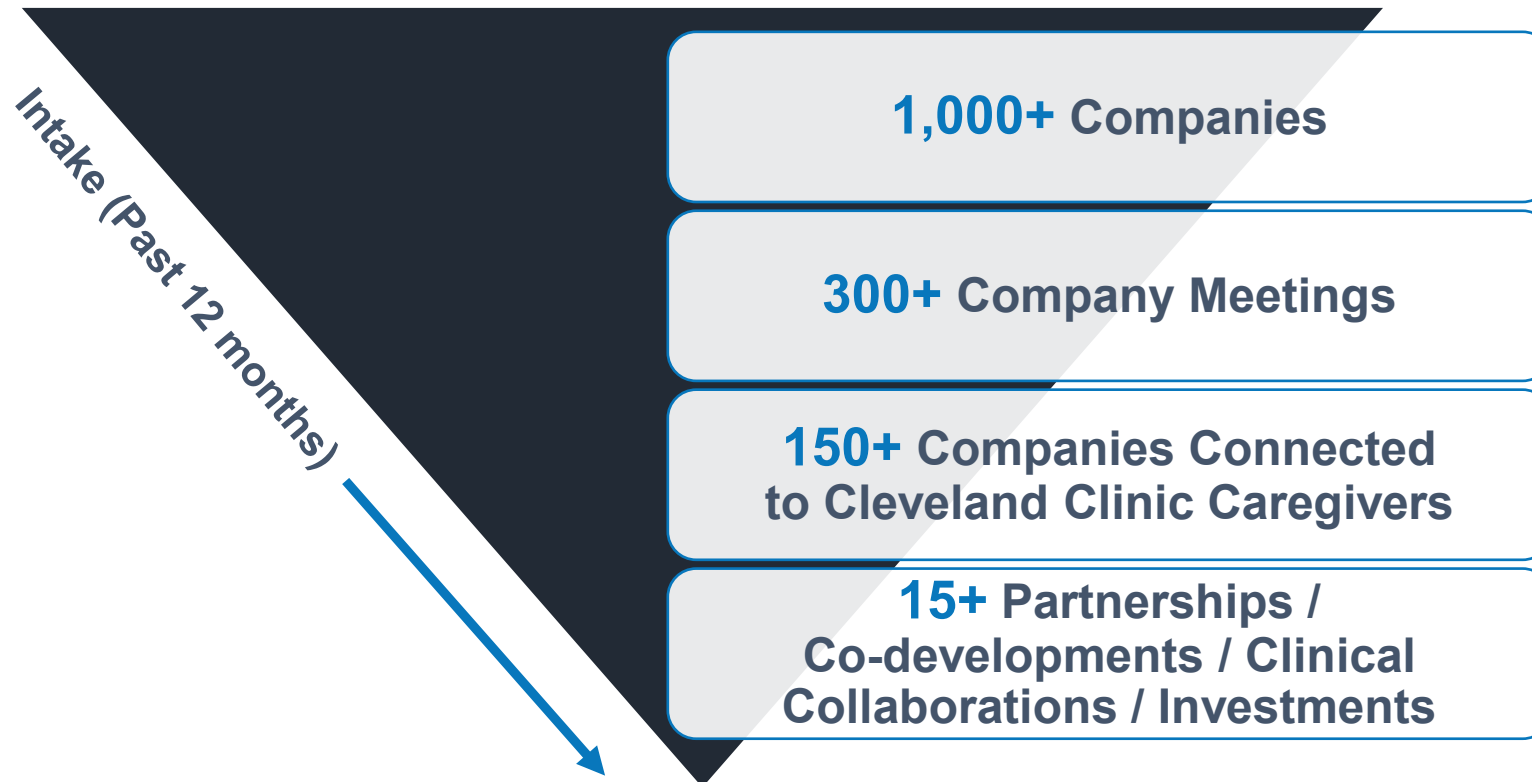 Intake (Past 12 months)
1,000+ Companies
300+ Company Meetings
150+ Companies Connected
to Cleveland Clinic Caregivers
15+ Partnerships /
Co-developments / Clinical
Collaborations / Investments